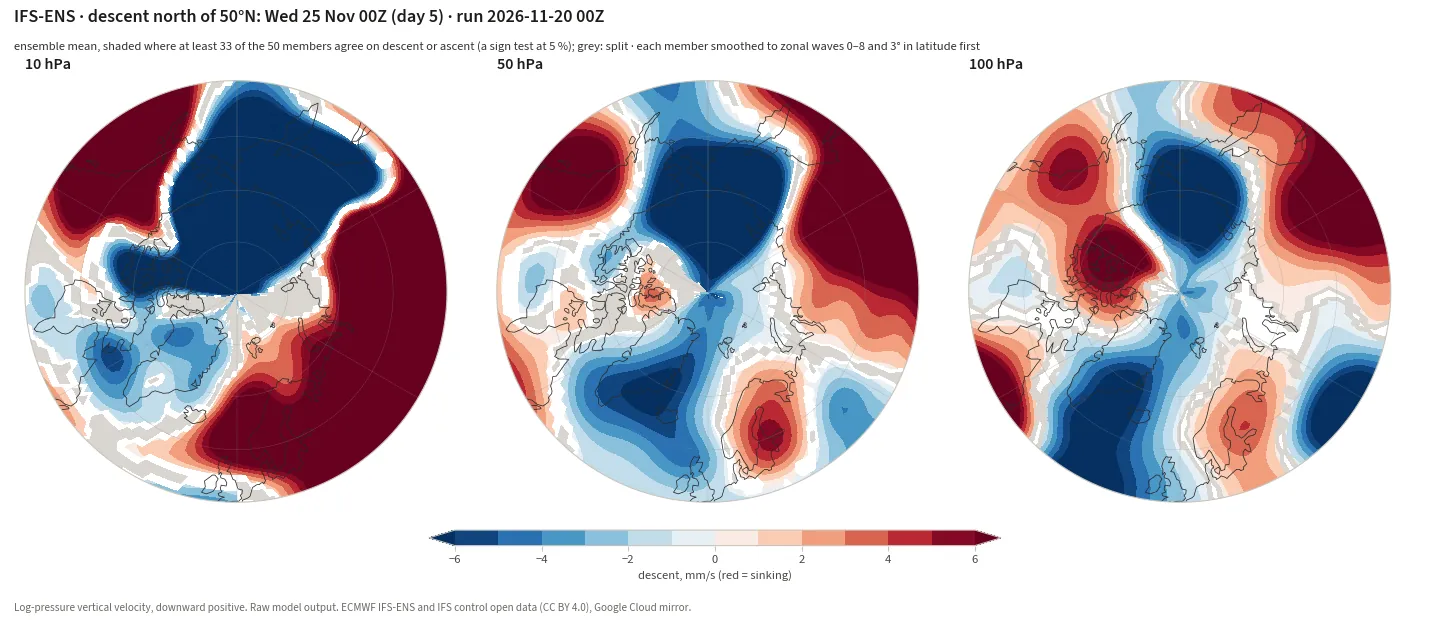 IFS-ENS · descent north of 50°N: Wed 25 Nov 00Z (day 5) · run 2026-11-20 00Z
ensemble mean, shaded where at least 33 of the 50 members agree on descent or ascent (a sign test at 5 %); grey: split · each member smoothed to zonal waves 0–8 and 3° in latitude first
10 hPa
50 hPa
100 hPa
−6 −4 −2 0 2 4 6
descent, mm/s (red = sinking)
Log-pressure vertical velocity, downward positive. Raw model output. ECMWF IFS-ENS and IFS control open data (CC BY 4.0), Google Cloud mirror.